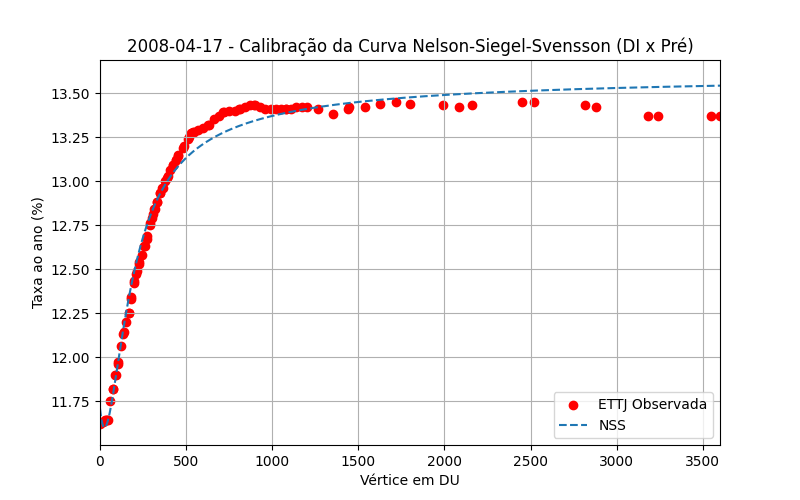 2008-04-17 - Calibração da Curva Nelson-Siegel-Svensson (DI x Pré)
Taxa ao ano (%)
13.50
13.25
13.00
12.75
12.50
12.25
12.00
11.75
ETTJ Observada
NSS
0 500 1000 1500 2000 2500 3000 3500
Vértice em DU